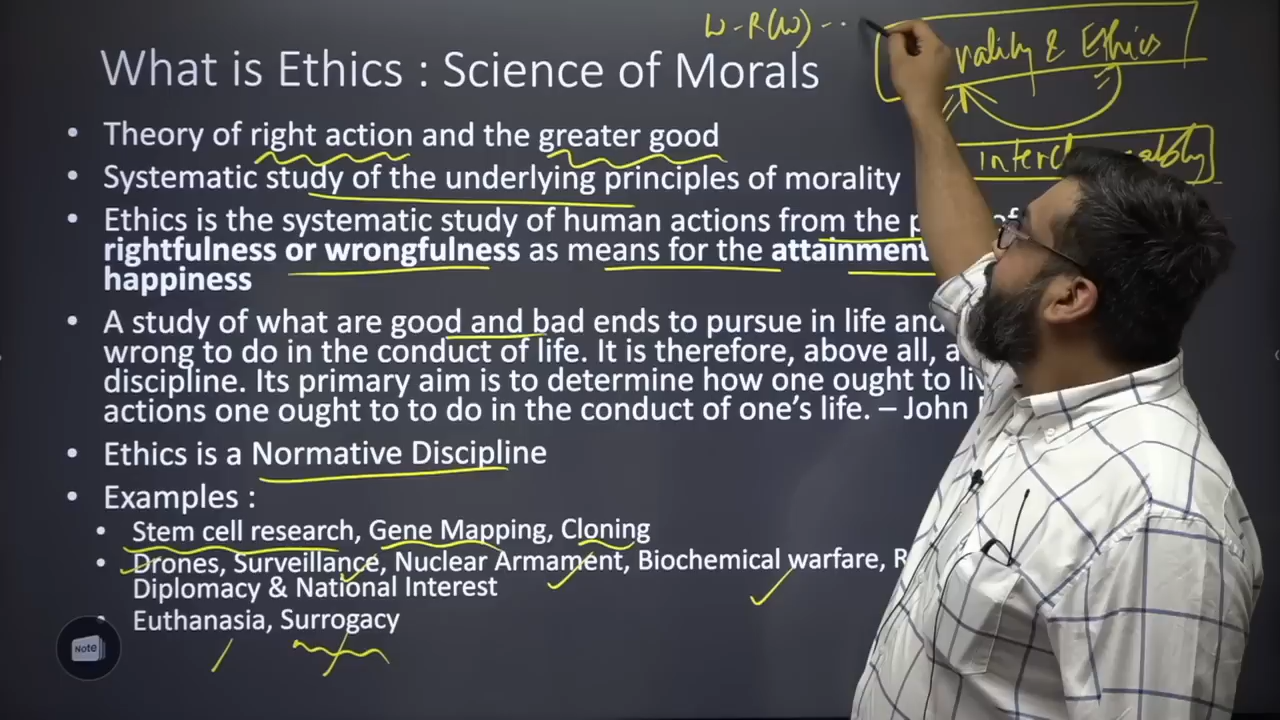 W - R(W) - ..
rality & Ethics
What is Ethics : Science of Morals
Theory of right action and the greater good
Systematic study of the underlying principles of morality
Ethics is the systematic study of human actions from the p of
rightfulness or wrongfulness as means for the attainment
happiness
A study of what are good and bad ends to pursue in life and
wrong to do in the conduct of life. It is therefore, above all, a
discipline. Its primary aim is to determine how one ought to li
actions one ought to to do in the conduct of one's life. – John
Ethics is a Normative Discipline
Examples :
Stem cell research, Gene Mapping, Cloning
Drones, Surveillance, Nuclear Armament, Biochemical warfare, R
Diplomacy & National Interest
Euthanasia, Surrogacy
Note